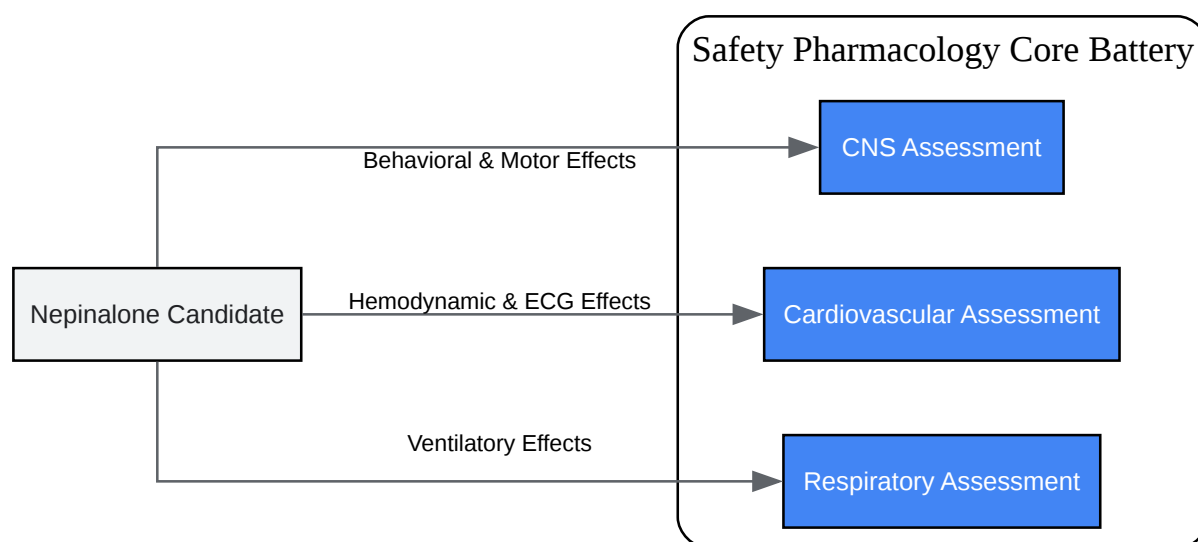 Safety Pharmacology Core Battery
CNS Assessment
Behavioral & Motor Effects
Nepinalone Candidate
Hemodynamic & ECG Effects
Cardiovascular Assessment
Ventilatory Effects
Respiratory Assessment